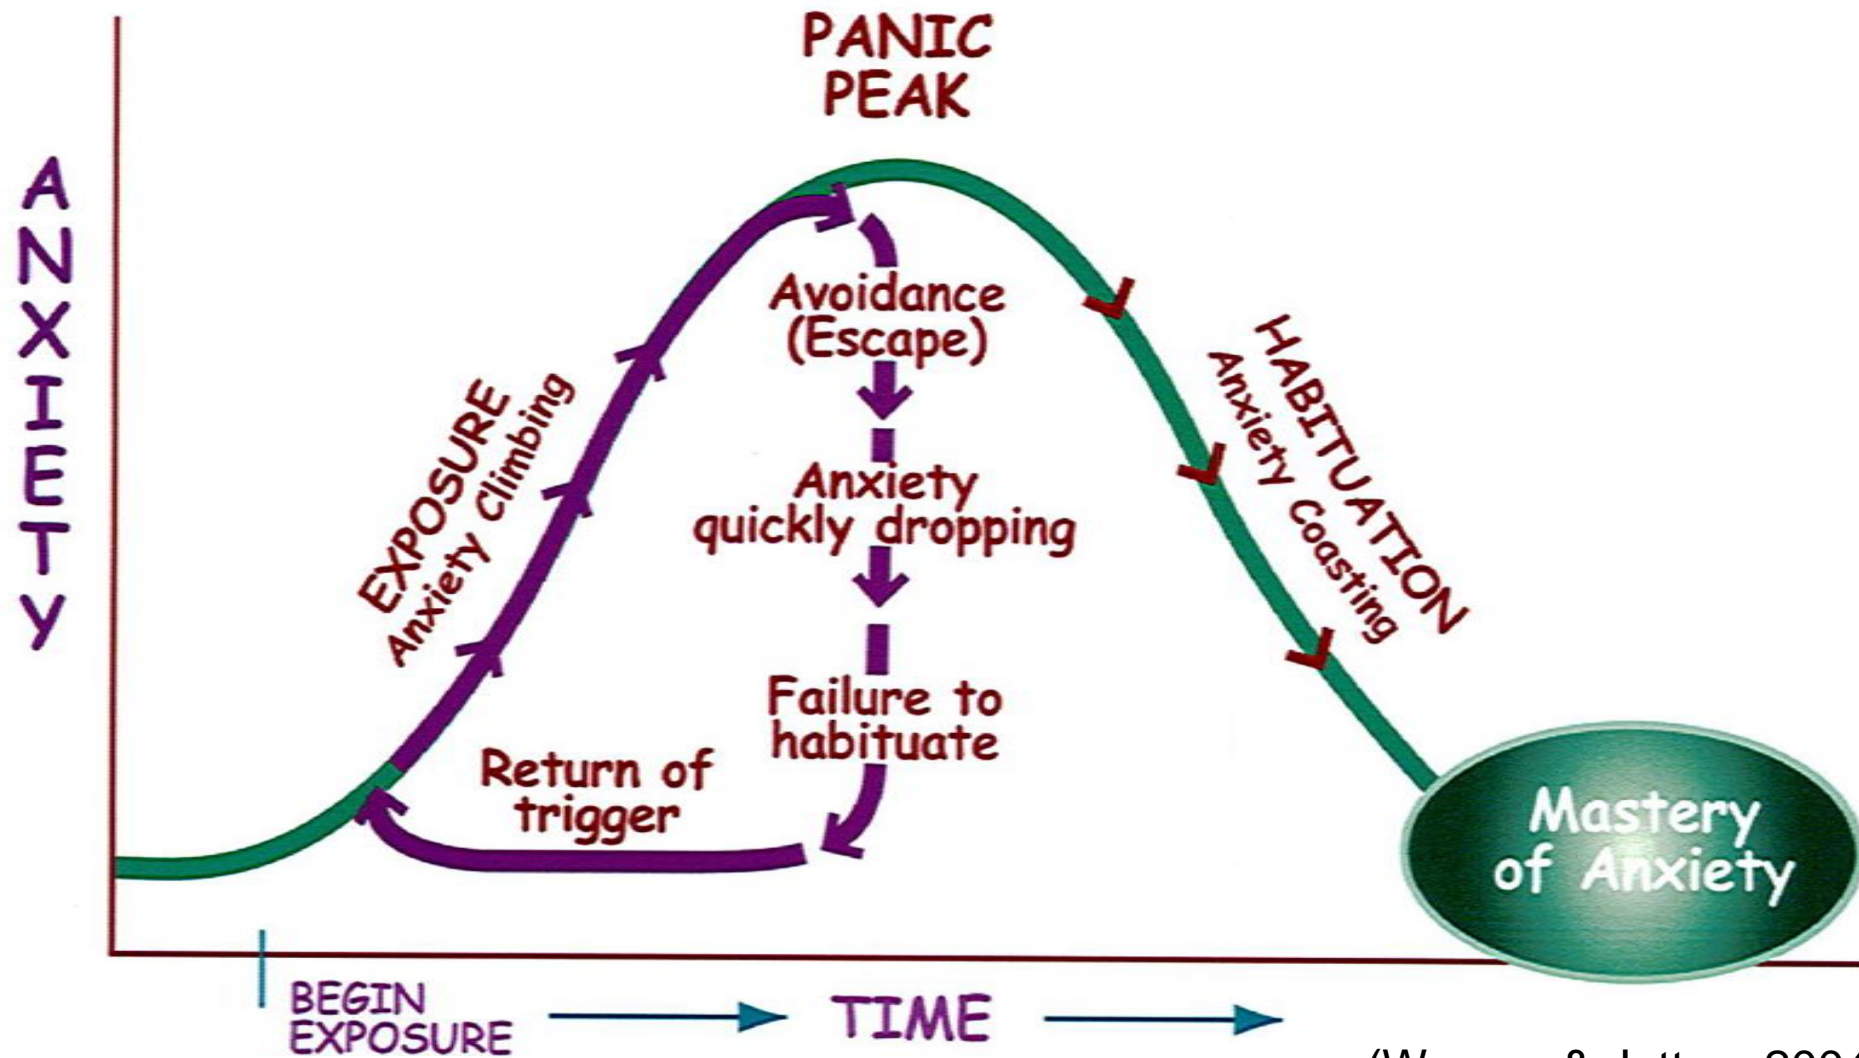 PANIC
PEAK
ANXIETY
EXPOSURE
Anxiety Climbing
Avoidance
(Escape)
Anxiety
quickly dropping
Failure to
habituate
Return of
trigger
HABITUATION
Anxiety Coasting
Mastery
of Anxiety
BEGIN
EXPOSURE
TIME